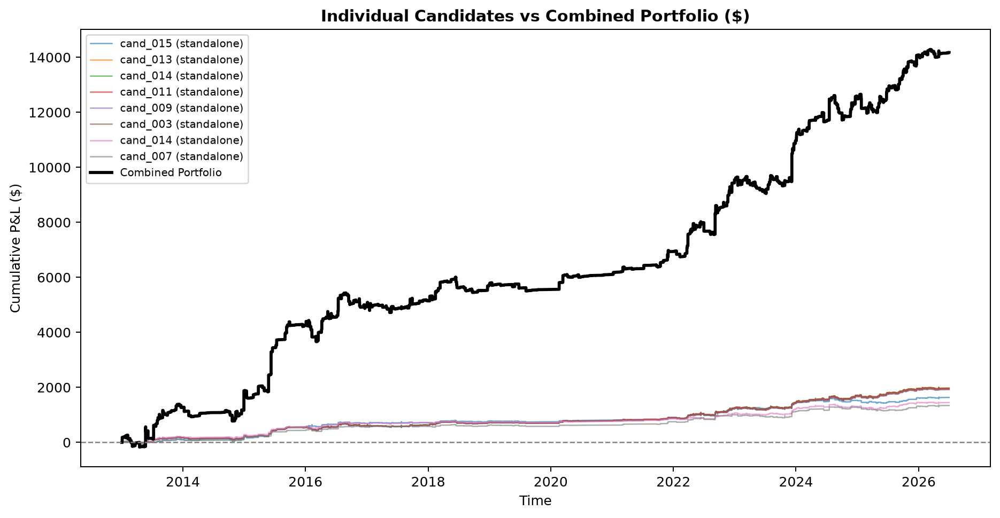 Individual Candidates vs Combined Portfolio ($)
cand_015 (standalone)
cand_013 (standalone)
cand_014 (standalone)
cand_011 (standalone)
cand_009 (standalone)
cand_003 (standalone)
cand_014 (standalone)
cand_007 (standalone)
Combined Portfolio
14000
12000
10000
8000
6000
4000
2000
0
Cumulative P&L ($)
2014 2016 2018 2020 2022 2024 2026
Time